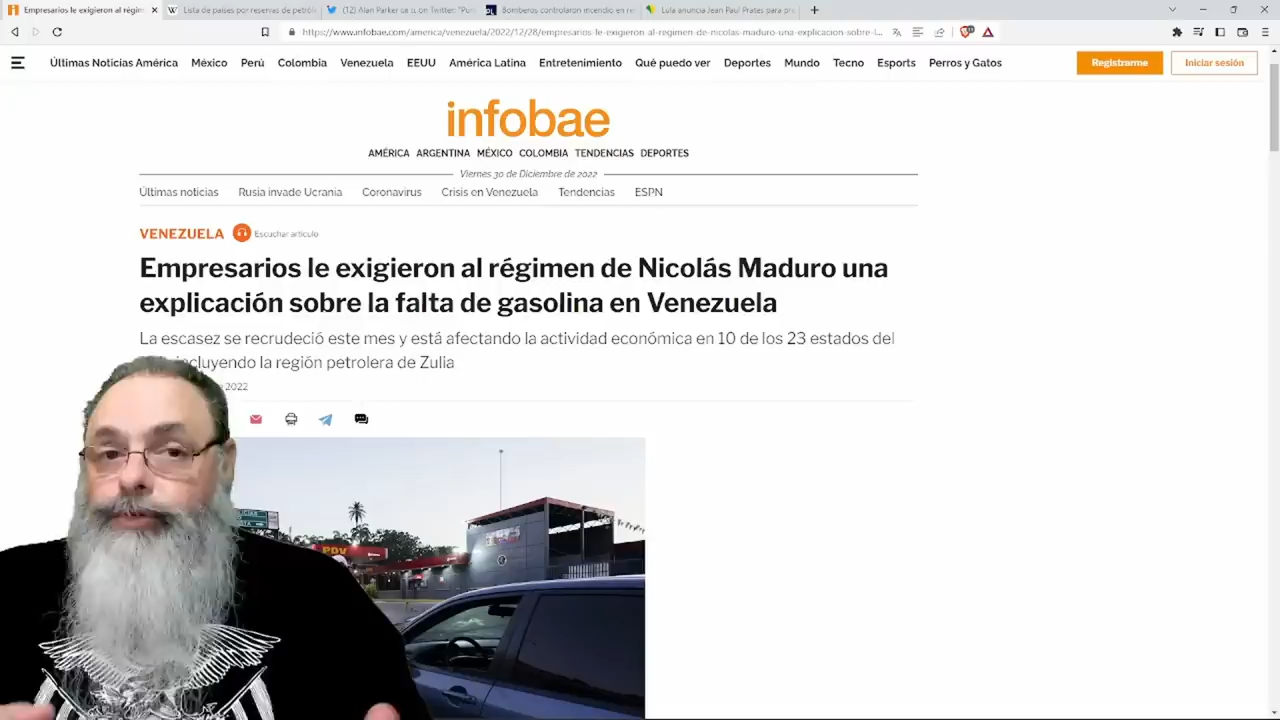 Empresarios le exigieron al régim
Lista de países por reservas de petról
(12) Alan Parker на
Bomberos controlaron incendio en re
Lula anuncia Jean Paul Prates para pr
https://www.infobae.com/america/venezuela/2022/12/28/empresarios-le-exigieron-al-regimen-de-nicolas-maduro-una-explicacion-sobre-l...
Últimas Noticias América México Perú Colombia Venezuela EEUU América Latina Entretenimiento Qué puedo ver Deportes Mundo Tecno Esports Perros y Gatos Registrarme Iniciar sesión
infobae
AMÉRICA ARGENTINA MÉXICO COLOMBIA TENDENCIAS DEPORTES
Viernes 30 de Diciembre de 2022
Últimas noticias Rusia invade Ucrania Coronavirus Crisis en Venezuela Tendencias ESPN
VENEZUELA Escuchar artículo
Empresarios le exigieron al régimen de Nicolás Maduro una
explicación sobre la falta de gasolina en Venezuela
La escasez se recrudeció este mes y está afectando la actividad económica en 10 de los 23 estados del
incluyendo la región petrolera de Zulia
2022
PDV